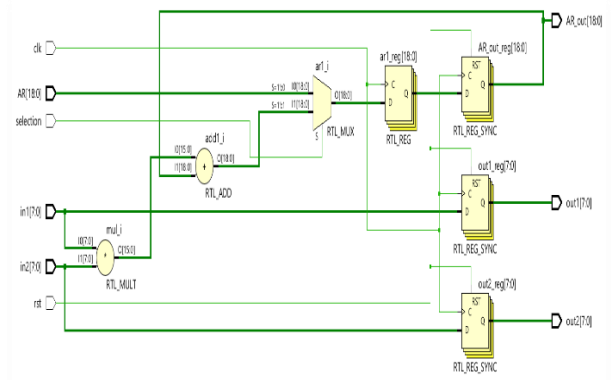 AR_out[18:0]
clk
ar1_i
ar1_reg[18:0]
AR_out_reg[18:0]
RST
C
Q
D
RTL_REG_SYNC
AR[18:0]
S=1'b0
I0[18:0]
S=1'b1
I1[18:0]
O[18:0]
S
RTL_MUX
C
Q
D
RTL_REG
selection
add1_i
I0[15:0]
I1[18:0]
+
O[18:0]
RTL_ADD
out1_reg[7:0]
RST
C
Q
D
RTL_REG_SYNC
out1[7:0]
in1[7:0]
mul_i
I0[7:0]
I1[7:0]
O[15:0]
RTL_MULT
in2[7:0]
rst
out2_reg[7:0]
RST
C
Q
D
RTL_REG_SYNC
out2[7:0]